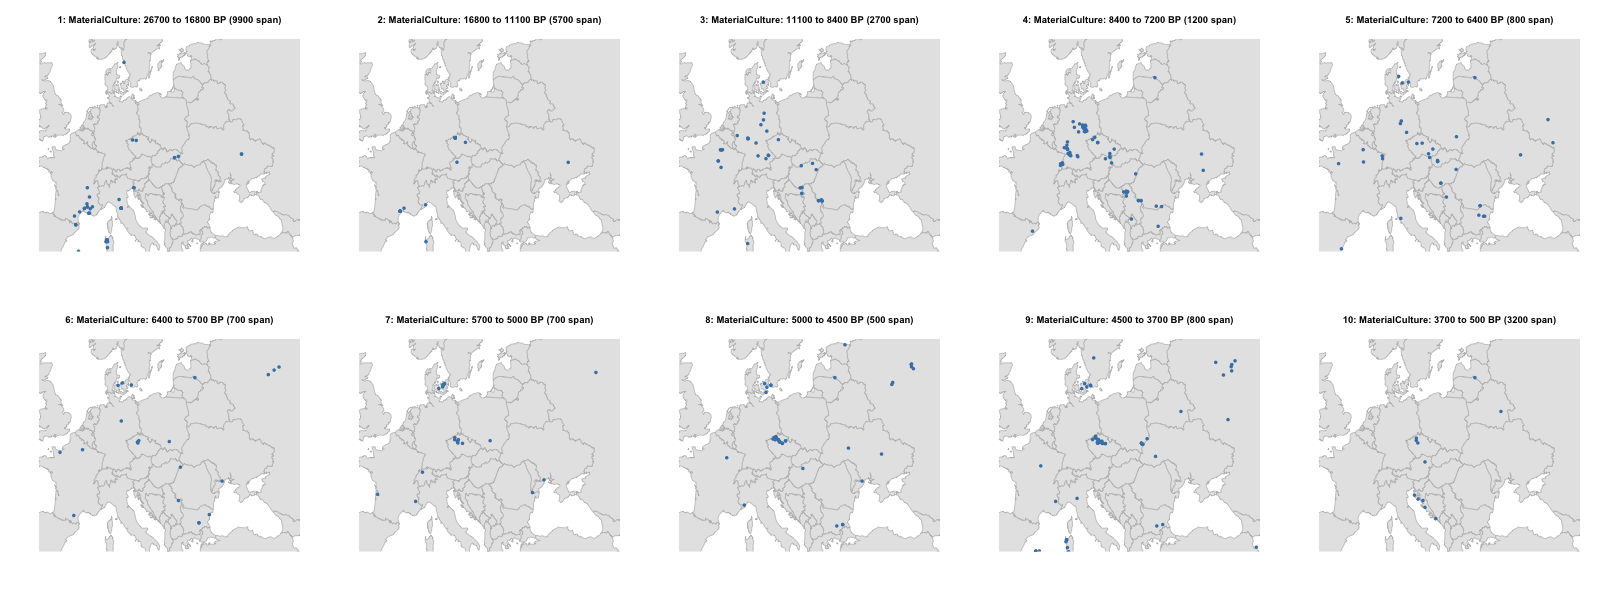 1: MaterialCulture: 26700 to 16800 BP (9900 span)
2: MaterialCulture: 16800 to 11100 BP (5700 span)
3: MaterialCulture: 11100 to 8400 BP (2700 span)
4: MaterialCulture: 8400 to 7200 BP (1200 span)
5: MaterialCulture: 7200 to 6400 BP (800 span)
6: MaterialCulture: 6400 to 5700 BP (700 span)
7: MaterialCulture: 5700 to 5000 BP (700 span)
8: MaterialCulture: 5000 to 4500 BP (500 span)
9: MaterialCulture: 4500 to 3700 BP (800 span)
10: MaterialCulture: 3700 to 500 BP (3200 span)